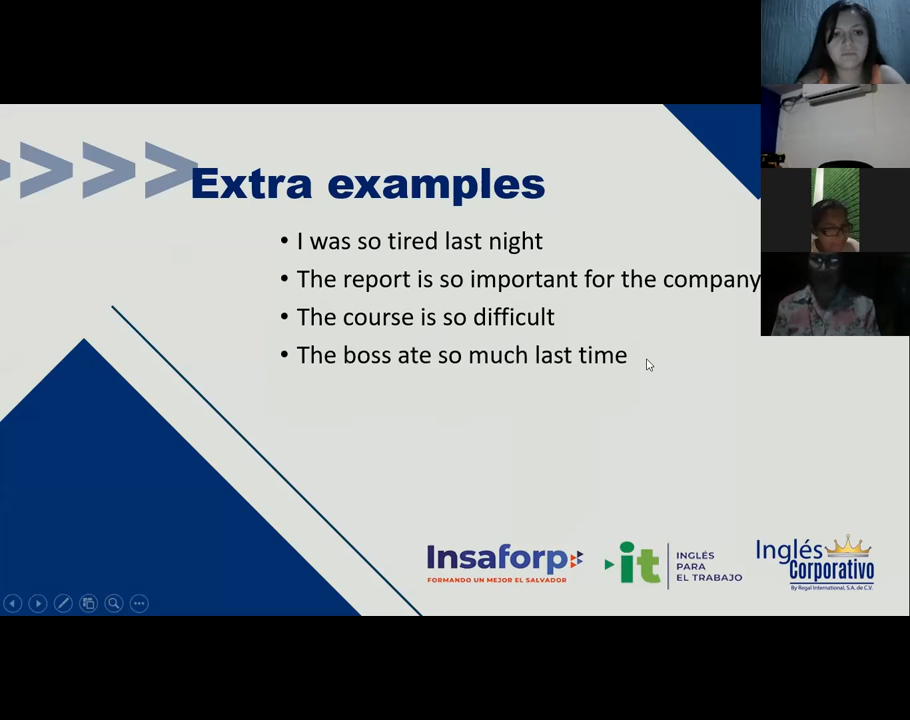 >>>>
Extra examples
• I was so tired last night
• The report is so important for the company
• The course is so difficult
• The boss ate so much last time
Insaforp
FORMANDO UN MEJOR EL SALVADOR
it
INGLÉS
PARA
EL TRABAJO
Inglés
Corporativo
By Regal International, S.A. de C.V.